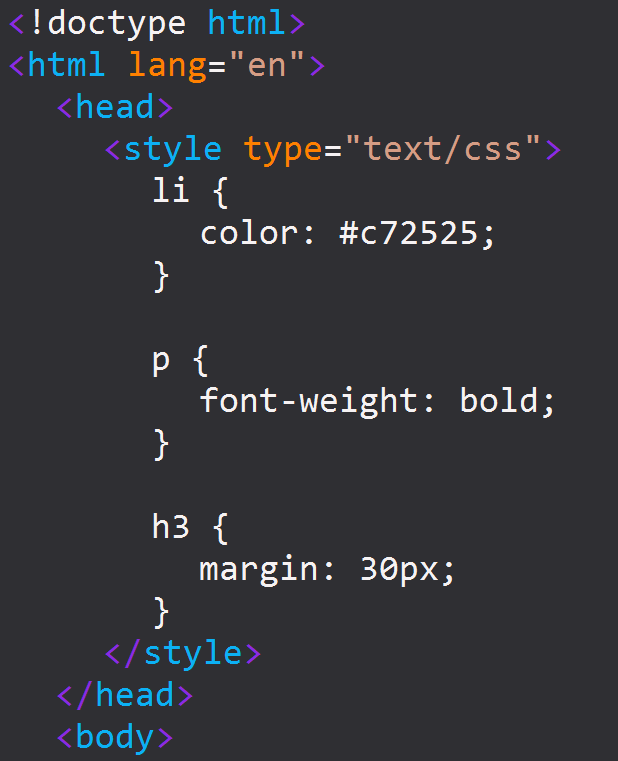 <!doctype html>
<html lang="en">
<head>
<style type="text/css">
li {
color: #c72525;
}
p {
font-weight: bold;
}
h3 {
margin: 30px;
}
</style>
</head>
<body>